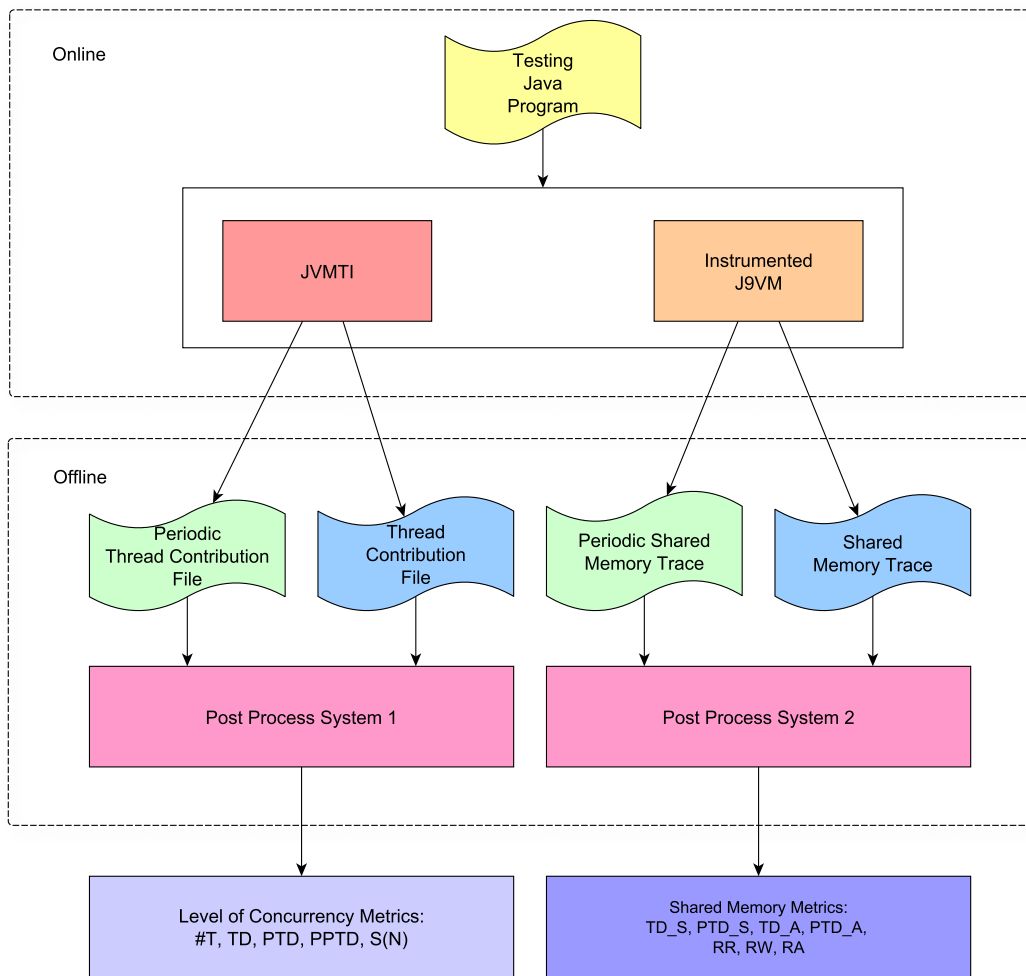 Online
Testing
Java
Program
JVMTI
Instrumented
J9VM
Offline
Periodic
Thread Contribution
File
Thread
Contribution
File
Periodic Shared
Memory Trace
Shared
Memory Trace
Post Process System 1
Post Process System 2
Level of Concurrency Metrics:
#T, TD, PTD, PPTD, S(N)
Shared Memory Metrics:
TD_S, PTD_S, TD_A, PTD_A,
RR, RW, RA